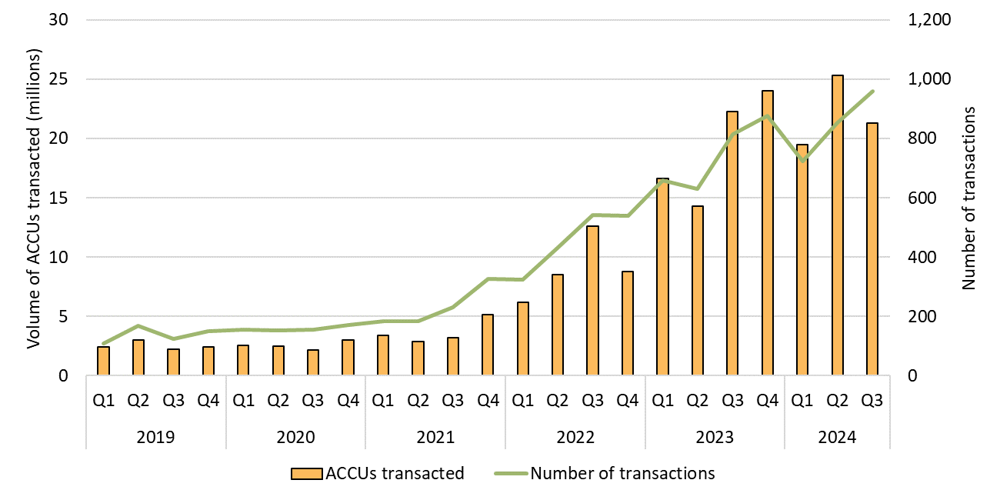 30
25
20
15
10
5
0
Volume of ACCUs transacted (millions)
1,200
1,000
800
600
400
200
0
Number of transactions
Q1 Q2 Q3 Q4 Q1 Q2 Q3 Q4 Q1 Q2 Q3 Q4 Q1 Q2 Q3 Q4 Q1 Q2 Q3 Q4 Q1 Q2 Q3
2019 2020 2021 2022 2023 2024
ACCUs transacted Number of transactions